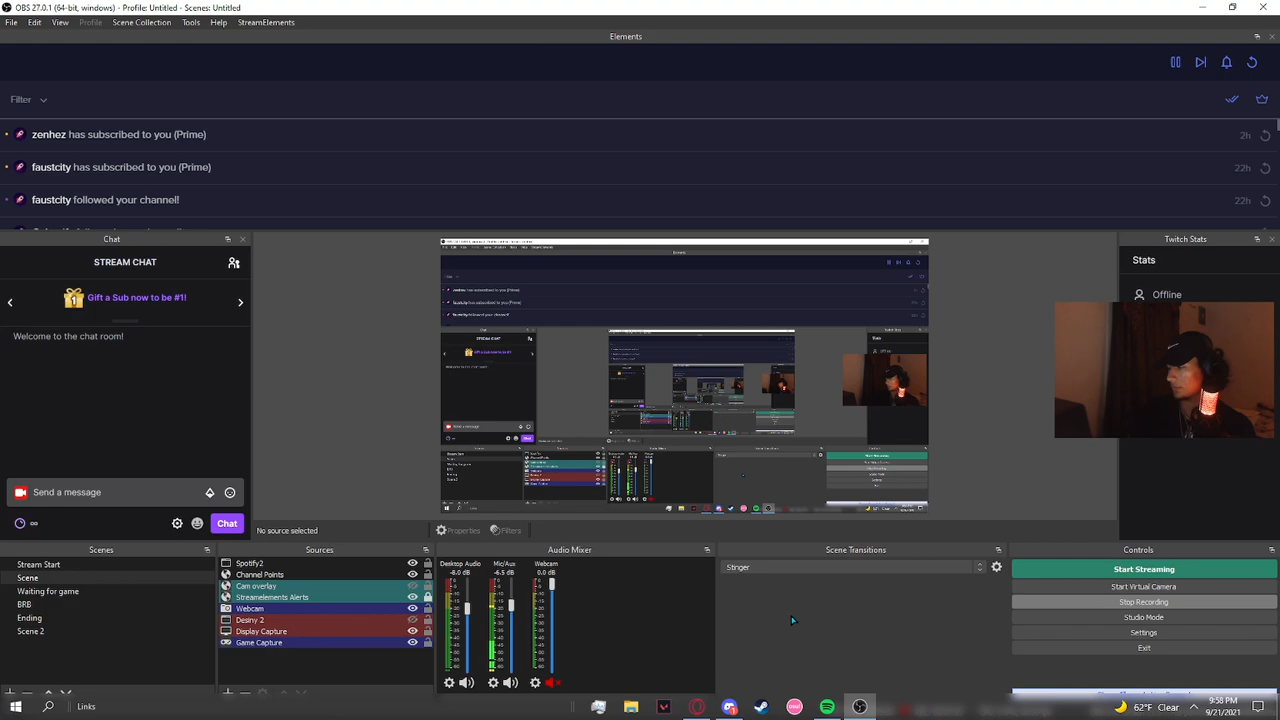 OBS 27.0.1 (64-bit, windows) - Profile: Untitled - Scenes: Untitled
File Edit View Profile Scene Collection Tools Help StreamElements
Elements
Filter
zenhez has subscribed to you (Prime) 2h
faustcity has subscribed to you (Prime) 22h
faustcity followed your channel! 22h
Chat
Twitch Stats
STREAM CHAT
Stats
Gift a Sub now to be #1!
Offline
Welcome to the chat room!
Send a message
∞
Chat
No source selected
Properties
Filters
Scenes
Sources
Audio Mixer
Scene Transitions
Controls
Stream Start
Scene
Waiting for game
BRB
Ending
Scene 2
Spotify2
Channel Points
Cam overlay
Streamelements Alerts
Webcam
Desiny 2
Display Capture
Game Capture
Desktop Audio
-6.0 dB
Mic/Aux
-6.5 dB
Webcam
0.0 dB
Stinger
Start Streaming
Start Virtual Camera
Stop Recording
Studio Mode
Settings
Exit
Links
62°F Clear
9:58 PM
9/21/2021